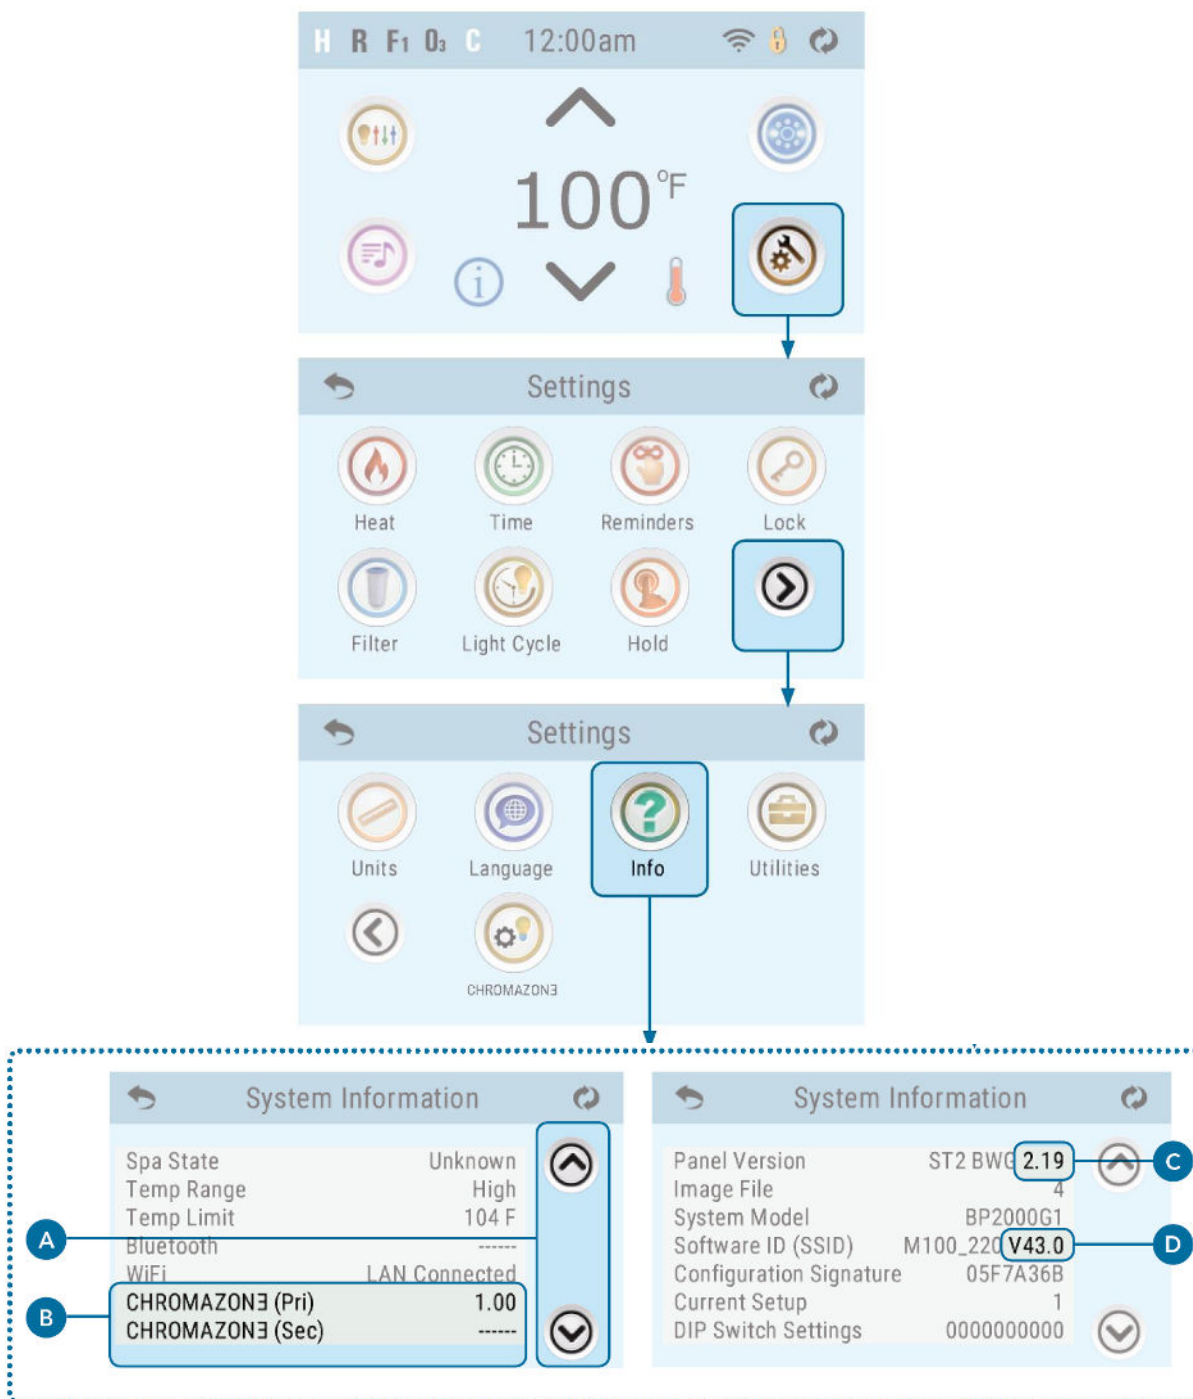 H R F1 O3 C 12:00am
100°F
i
Settings
Heat Time Reminders Lock
Filter Light Cycle Hold
Settings
Units Language Info Utilities
CHROMAZONƎ
System Information
Spa State Unknown
Temp Range High
Temp Limit 104 F
Bluetooth ------
WiFi LAN Connected
CHROMAZONƎ (Pri) 1.00
CHROMAZONƎ (Sec) ------
A
B
System Information
Panel Version ST2 BWG 2.19
Image File 4
System Model BP2000G1
Software ID (SSID) M100_220 V43.0
Configuration Signature 05F7A36B
Current Setup 1
DIP Switch Settings 0000000000
C
D